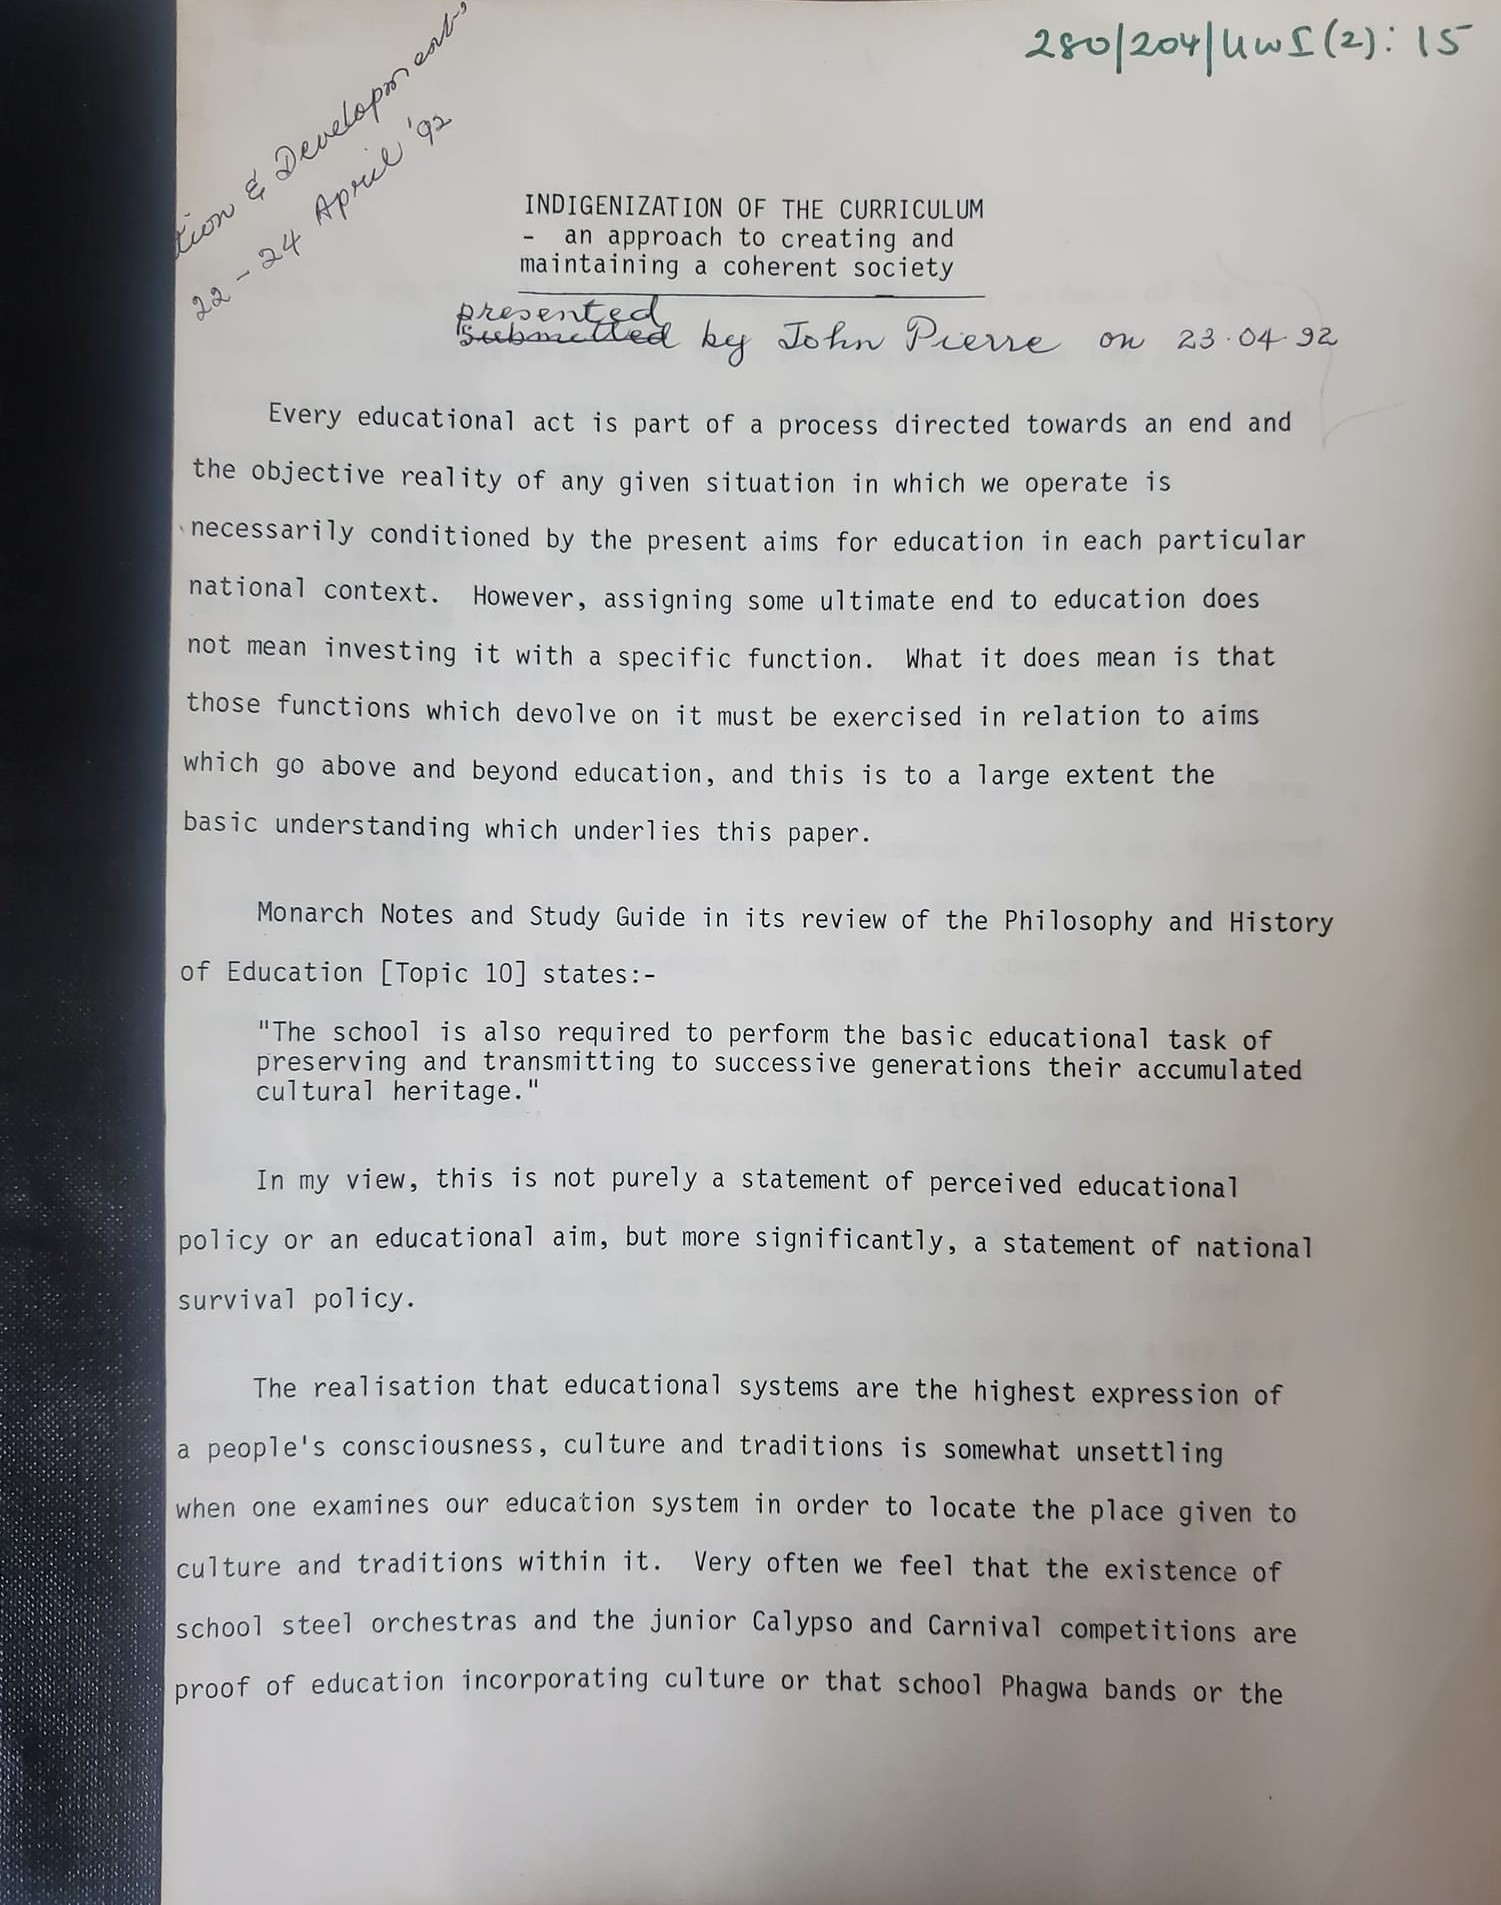 280/204/UWI(2): 15
tion & Development,
22 - 24 April '92
INDIGENIZATION OF THE CURRICULUM
- an approach to creating and
maintaining a coherent society
presented
Submitted by John Pierre on 23.04.92
Every educational act is part of a process directed towards an end and
the objective reality of any given situation in which we operate is
necessarily conditioned by the present aims for education in each particular
national context. However, assigning some ultimate end to education does
not mean investing it with a specific function. What it does mean is that
those functions which devolve on it must be exercised in relation to aims
which go above and beyond education, and this is to a large extent the
basic understanding which underlies this paper.
Monarch Notes and Study Guide in its review of the Philosophy and History
of Education [Topic 10] states:-
"The school is also required to perform the basic educational task of
preserving and transmitting to successive generations their accumulated
cultural heritage."
In my view, this is not purely a statement of perceived educational
policy or an educational aim, but more significantly, a statement of national
survival policy.
The realisation that educational systems are the highest expression of
a people's consciousness, culture and traditions is somewhat unsettling
when one examines our education system in order to locate the place given to
culture and traditions within it. Very often we feel that the existence of
school steel orchestras and the junior Calypso and Carnival competitions are
proof of education incorporating culture or that school Phagwa bands or the